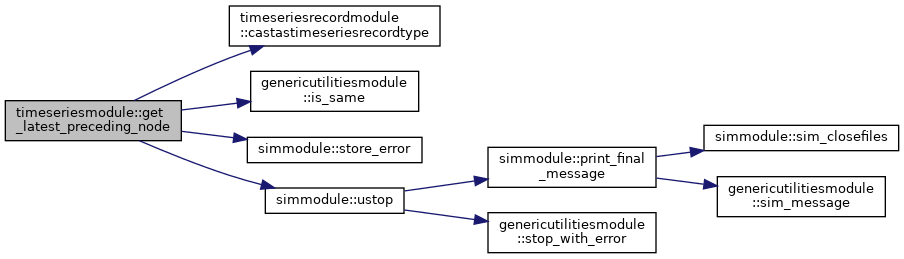 timeseriesrecordmodule
::castastimeseriesrecordtype
genericutilitiesmodule
::is_same
timeseriesmodule::get
_latest_preceding_node
simmodule::store_error
simmodule::ustop
simmodule::print_final
_message
genericutilitiesmodule
::stop_with_error
simmodule::sim_closefiles
genericutilitiesmodule
::sim_message